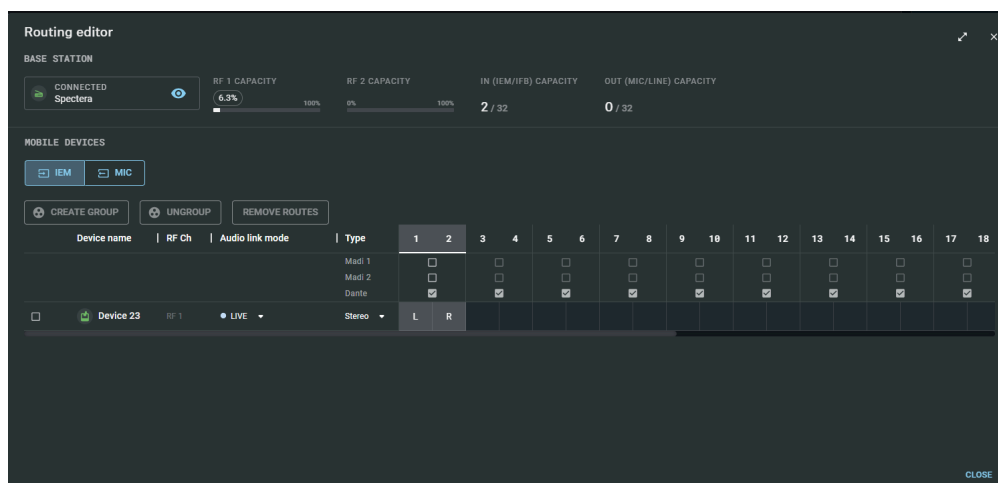 Routing editor
BASE STATION
CONNECTED
Spectera
RF 1 CAPACITY
6.3%
100%
RF 2 CAPACITY
0%
100%
IN (IEM/IFB) CAPACITY
2 / 32
OUT (MIC/LINE) CAPACITY
0 / 32
MOBILE DEVICES
IEM MIC
CREATE GROUP UNGROUP REMOVE ROUTES
Device name RF Ch Audio link mode Type 1 2 3 4 5 6 7 8 9 10 11 12 13 14 15 16 17 18
Madi 1
Madi 2
Dante
Device 23 RF 1 LIVE Stereo L R
CLOSE